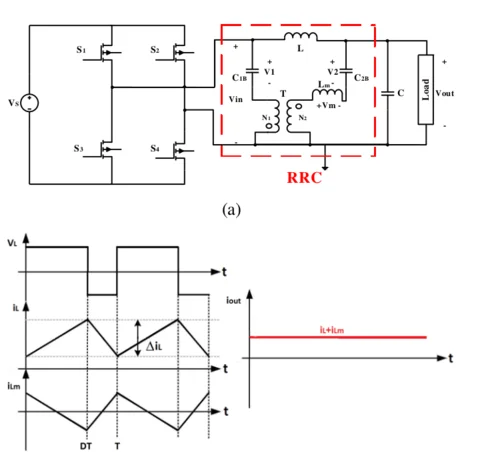 S1 S2 + L
+ +
C1B V1 V2 C2B +
- Lm -
Vs Vin T C Load Vout
+Vm -
N1 N2
S3 S4 - -
RRC
(a)
VL
t
iL iout
iL+iLm
ΔiL
t t
iLm
t
DT T